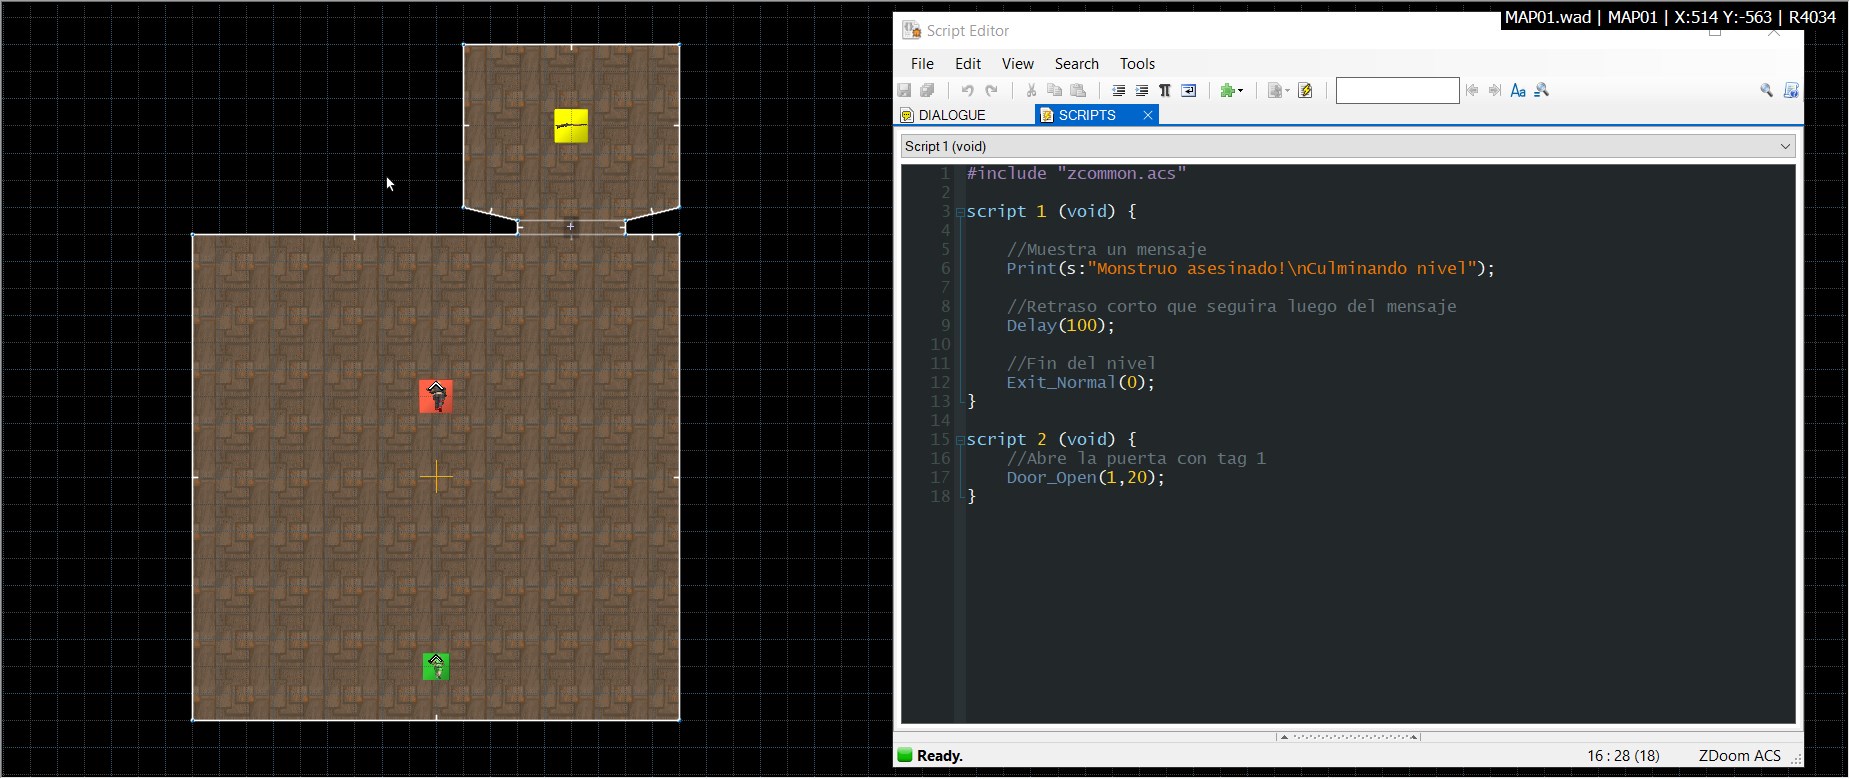 MAP01.wad | MAP01 | X:514 Y:-563 | R4034
Script Editor
File Edit View Search Tools
Aa
DIALOGUE SCRIPTS
Script 1 (void)
1 #include "zcommon.acs"
2
3 script 1 (void) {
4
5 //Muestra un mensaje
6 Print(s:"Monstruo asesinado!\nCulminando nivel");
7
8 //Retraso corto que seguira luego del mensaje
9 Delay(100);
10
11 //Fin del nivel
12 Exit_Normal(0);
13 }
14
15 script 2 (void) {
16 //Abre la puerta con tag 1
17 Door_Open(1,20);
18 }
Ready. 16 : 28 (18) ZDoom ACS